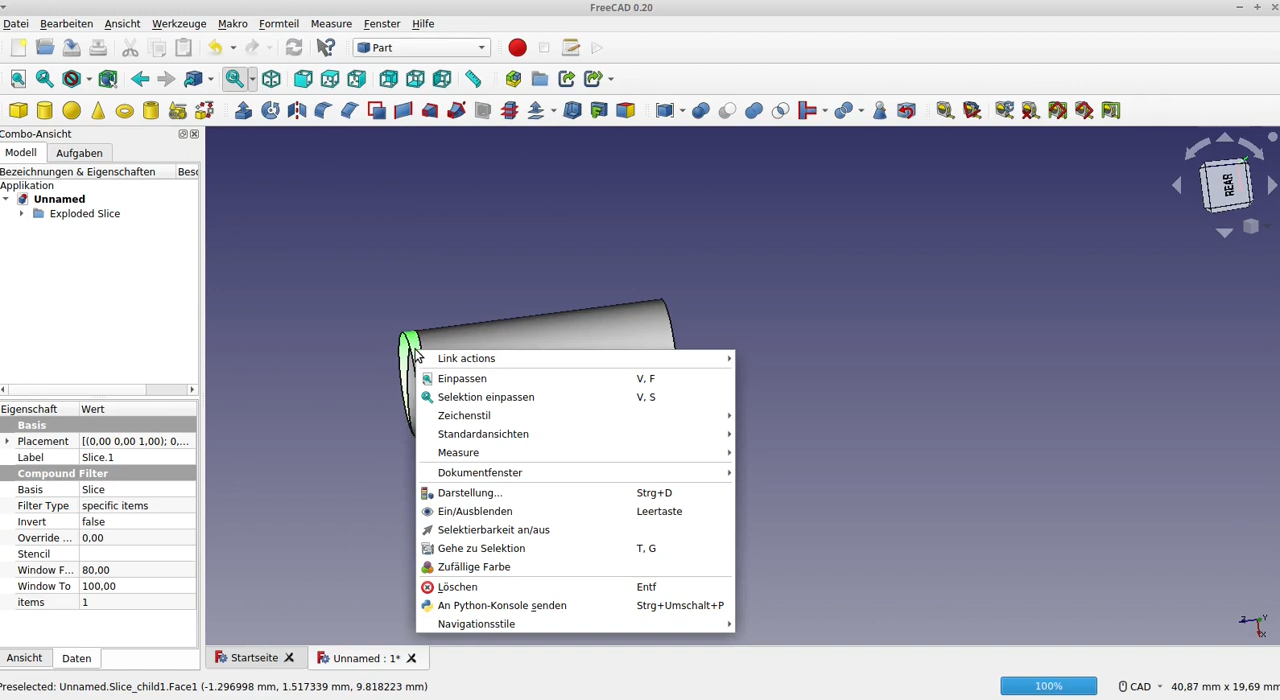 FreeCAD 0.20
Datei Bearbeiten Ansicht Werkzeuge Makro Formteil Measure Fenster Hilfe
Part
Combo-Ansicht
Modell Aufgaben
Bezeichnungen & Eigenschaften Besc
Applikation
Unnamed
Exploded Slice
REAR
Link actions
Einpassen V, F
Selektion einpassen V, S
Zeichenstil
Standardansichten
Measure
Dokumentfenster
Darstellung... Strg+D
Ein/Ausblenden Leertaste
Selektierbarkeit an/aus
Gehe zu Selektion T, G
Zufällige Farbe
Löschen Entf
An Python-Konsole senden Strg+Umschalt+P
Navigationsstile
Eigenschaft Wert
Basis
Placement [(0,00 0,00 1,00); 0,...
Label Slice.1
Compound Filter
Basis Slice
Filter Type specific items
Invert false
Override ... 0,00
Stencil
Window F... 80,00
Window To 100,00
items 1
Z Y
X
Ansicht Daten
Startseite Unnamed : 1*
Preselected: Unnamed.Slice_child1.Face1 (-1.296998 mm, 1.517339 mm, 9.818223 mm) 100% CAD 40,87 mm x 19,69 mm